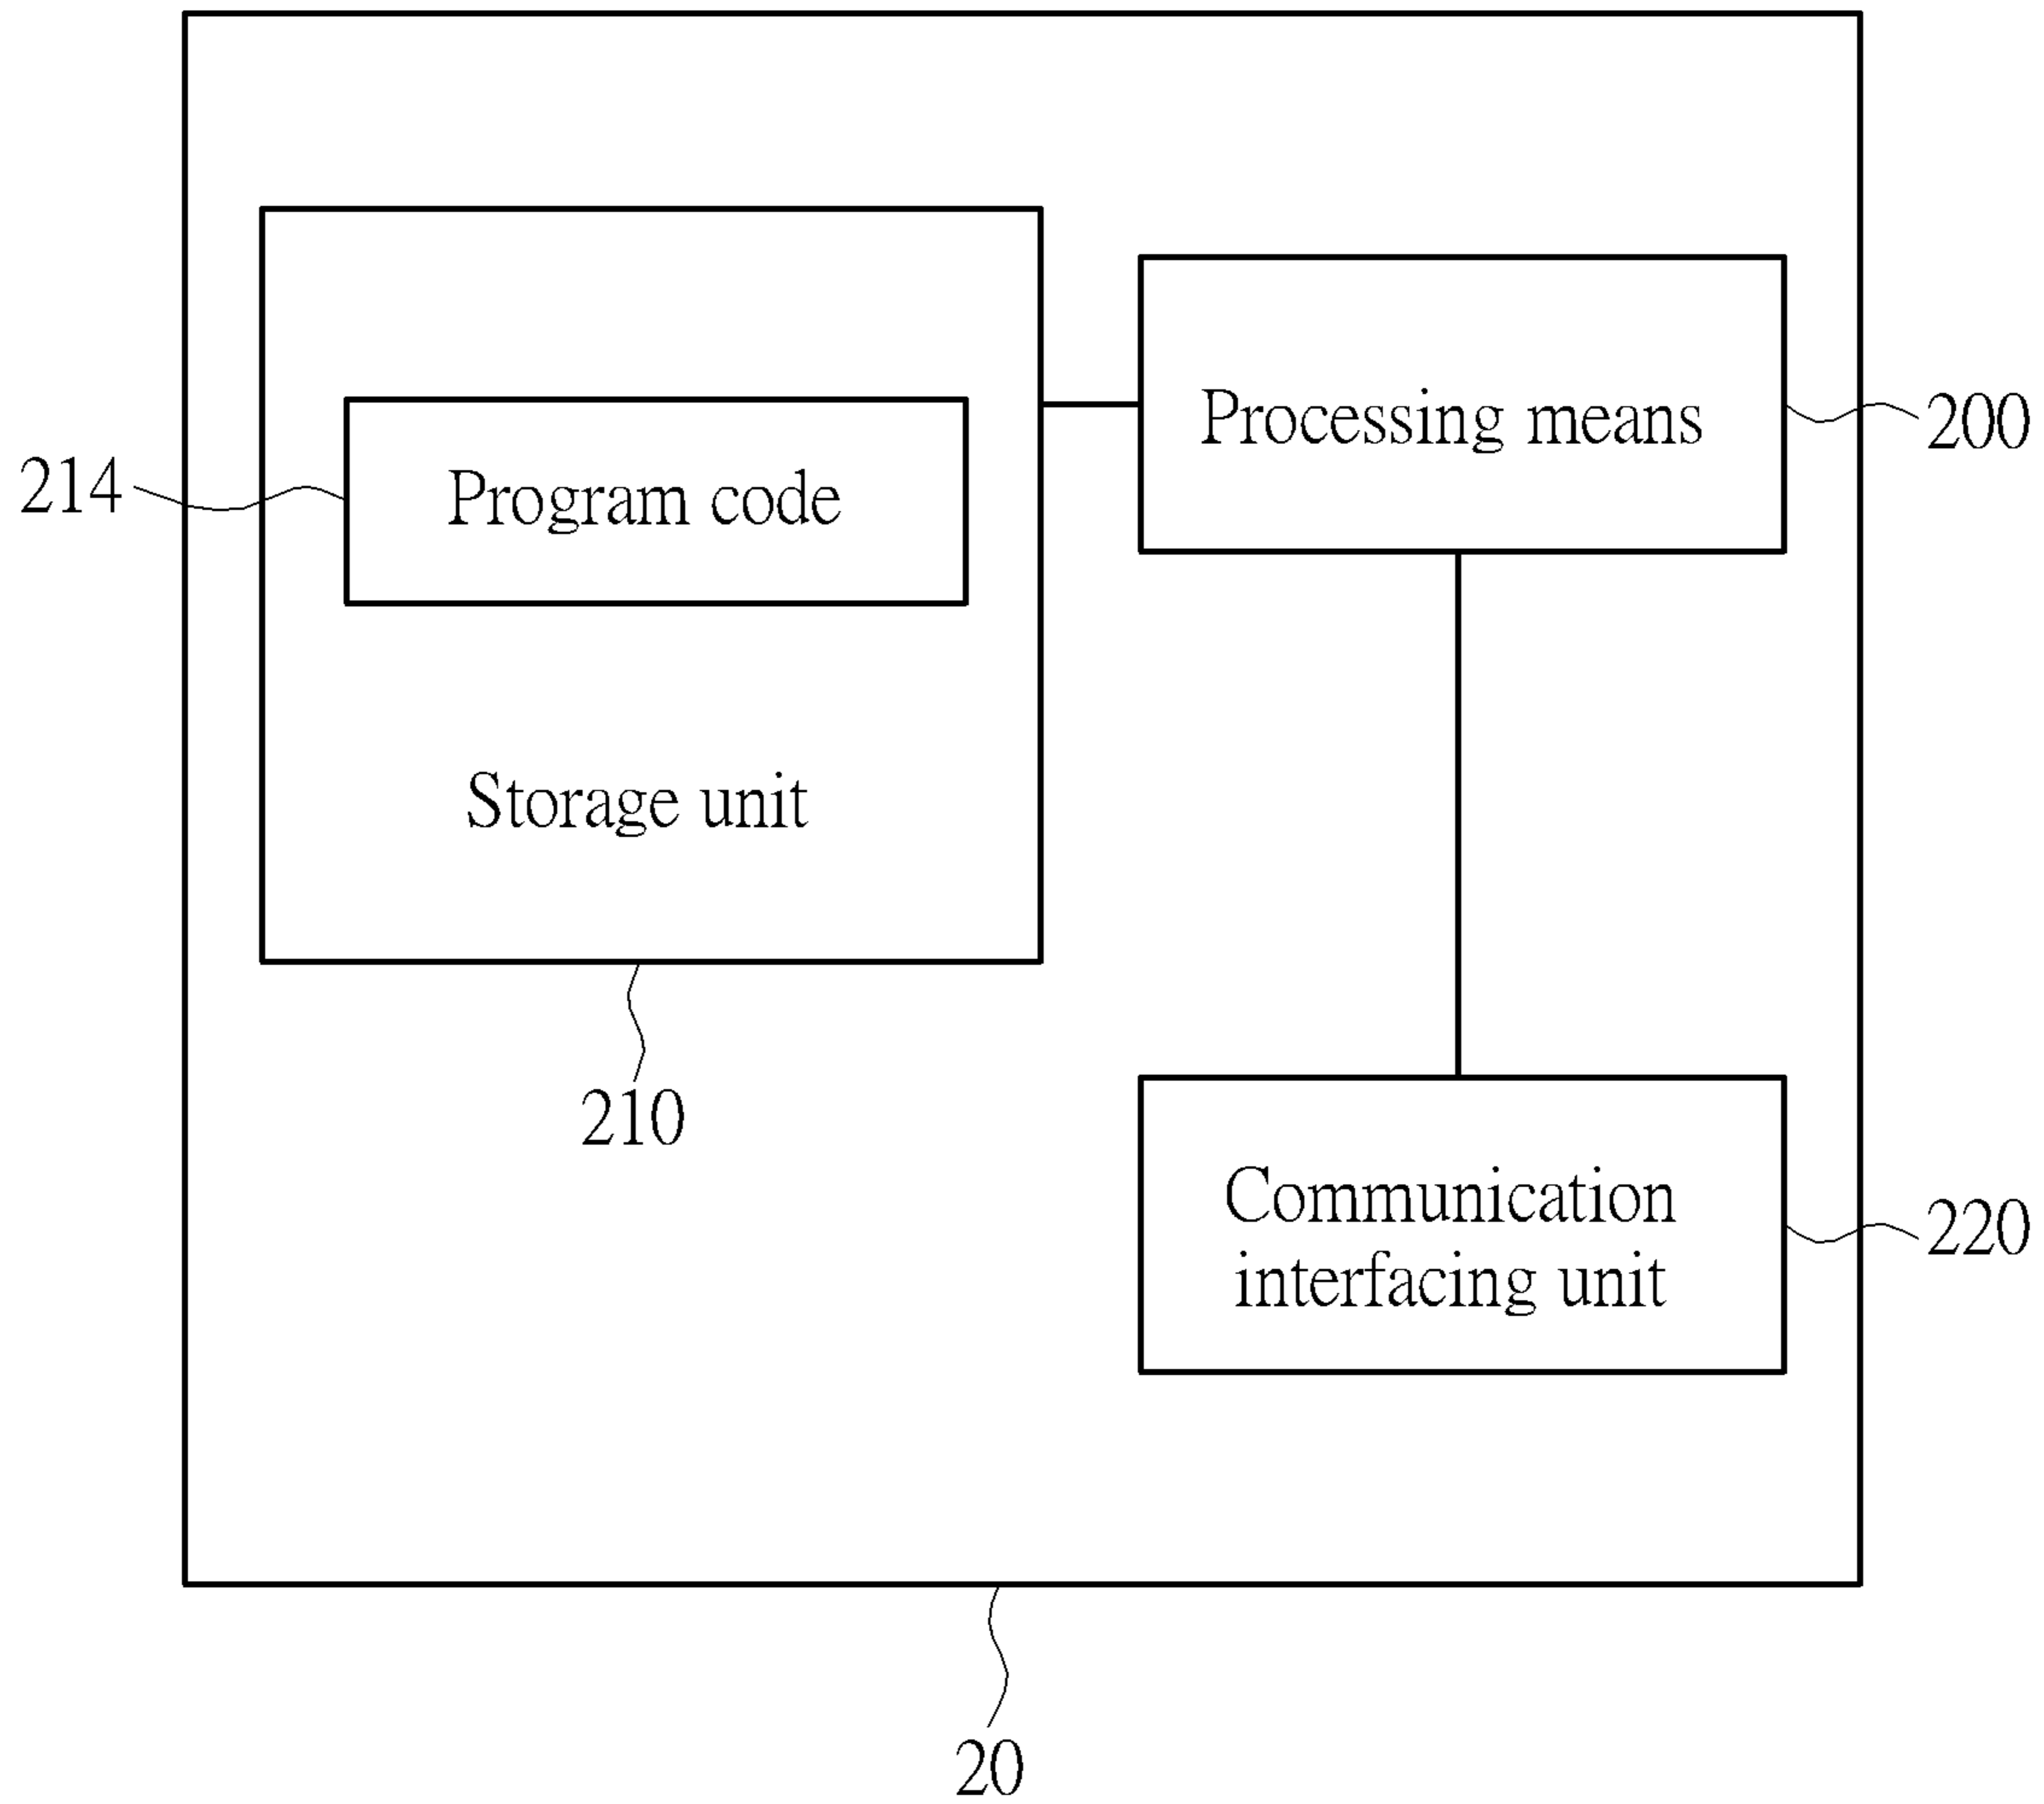 Processing means
200
214
Program code
Storage unit
210
Communication
interfacing unit
220
20